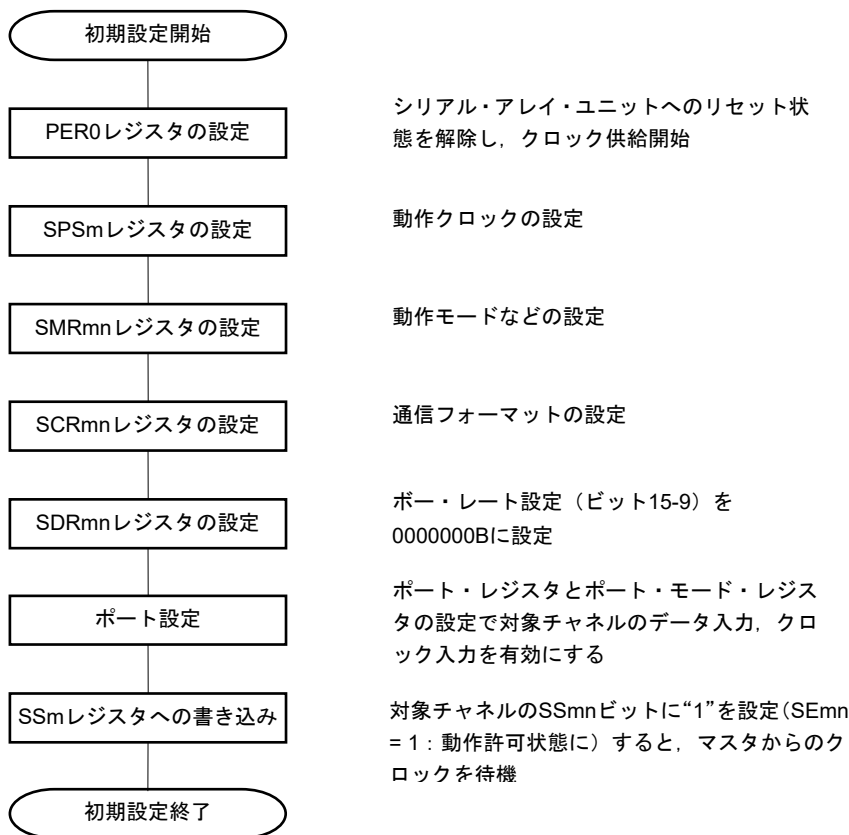 初期設定開始
PER0レジスタの設定
シリアル・アレイ・ユニットへのリセット状
態を解除し，クロック供給開始
SPSmレジスタの設定
動作クロックの設定
SMRmnレジスタの設定
動作モードなどの設定
SCRmnレジスタの設定
通信フォーマットの設定
SDRmnレジスタの設定
ボー・レート設定（ビット15-9）を
0000000Bに設定
ポート設定
ポート・レジスタとポート・モード・レジス
タの設定で対象チャネルのデータ入力，クロ
ック入力を有効にする
SSmレジスタへの書き込み
対象チャネルのSSmnビットに“1”を設定（SEmn
= 1：動作許可状態に）すると，マスタからのク
ロックを待機
初期設定終了